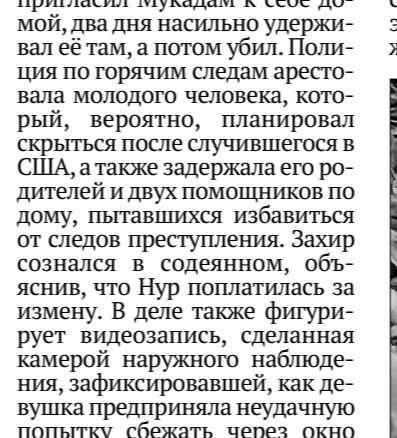 пригласил Мукадам к себе до-
мой, два дня насильно удержи-
вал её там, а потом убил. Поли-
ция по горячим следам аресто-
вала молодого человека, кото-
рый, вероятно, планировал
скрыться после случившегося в
США, а также задержала его ро-
дителей и двух помощников по
дому, пытавшихся избавиться
от следов преступления. Захир
сознался в содеянном, объ-
яснив, что Нур поплатилась за
измену. В деле также фигури-
рует видеозапись, сделанная
камерой наружного наблюде-
ния, зафиксировавшей, как де-
вушка предприняла неудачную
попытку сбежать через окно